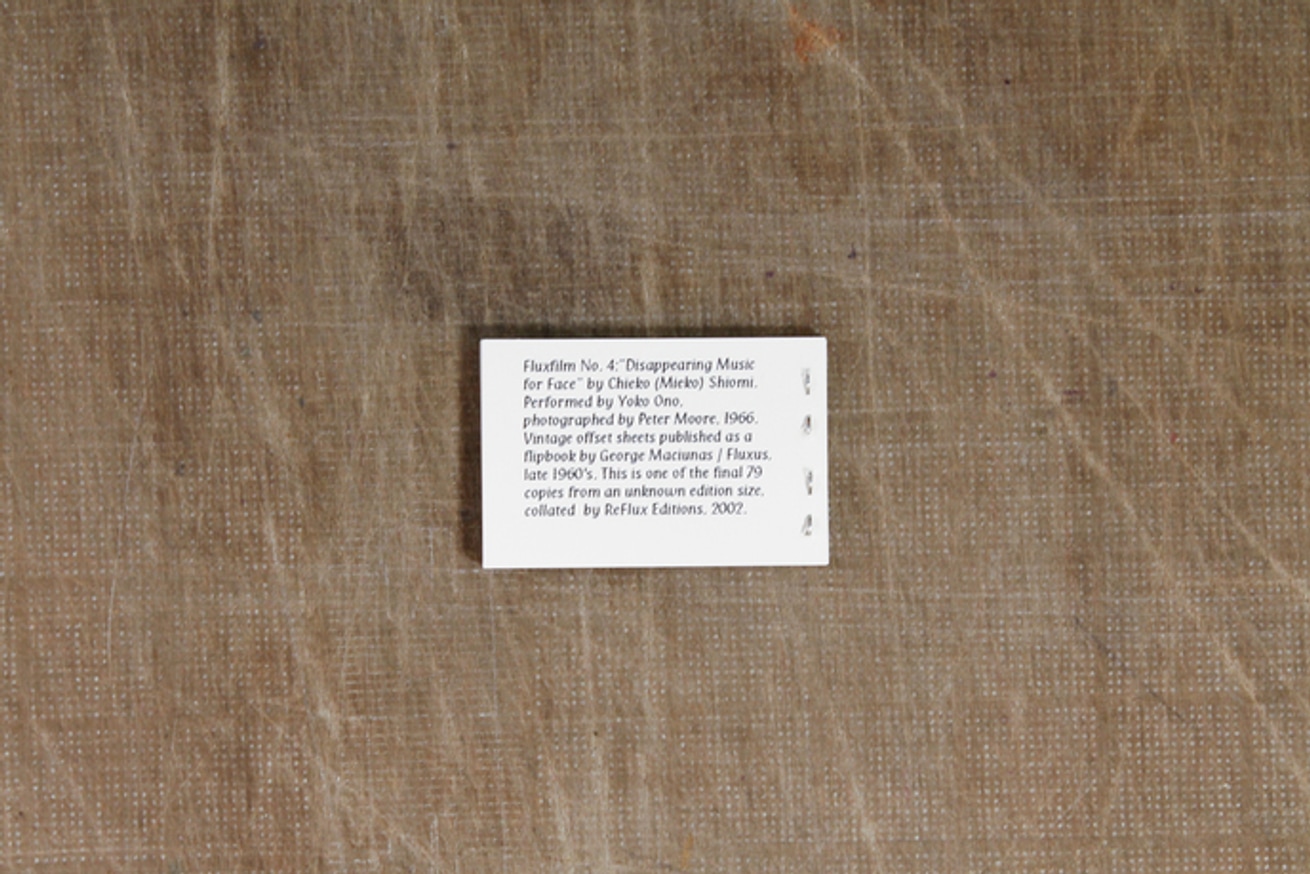 Fluxfilm No. 4:"Disappearing Music
for Face" by Chieko (Mieko) Shiomi.
Performed by Yoko Ono,
photographed by Peter Moore, 1966.
Vintage offset sheets published as a
flipbook by George Maciunas / Fluxus,
late 1960's. This is one of the final 79
copies from an unknown edition size,
collated by ReFlux Editions, 2002.